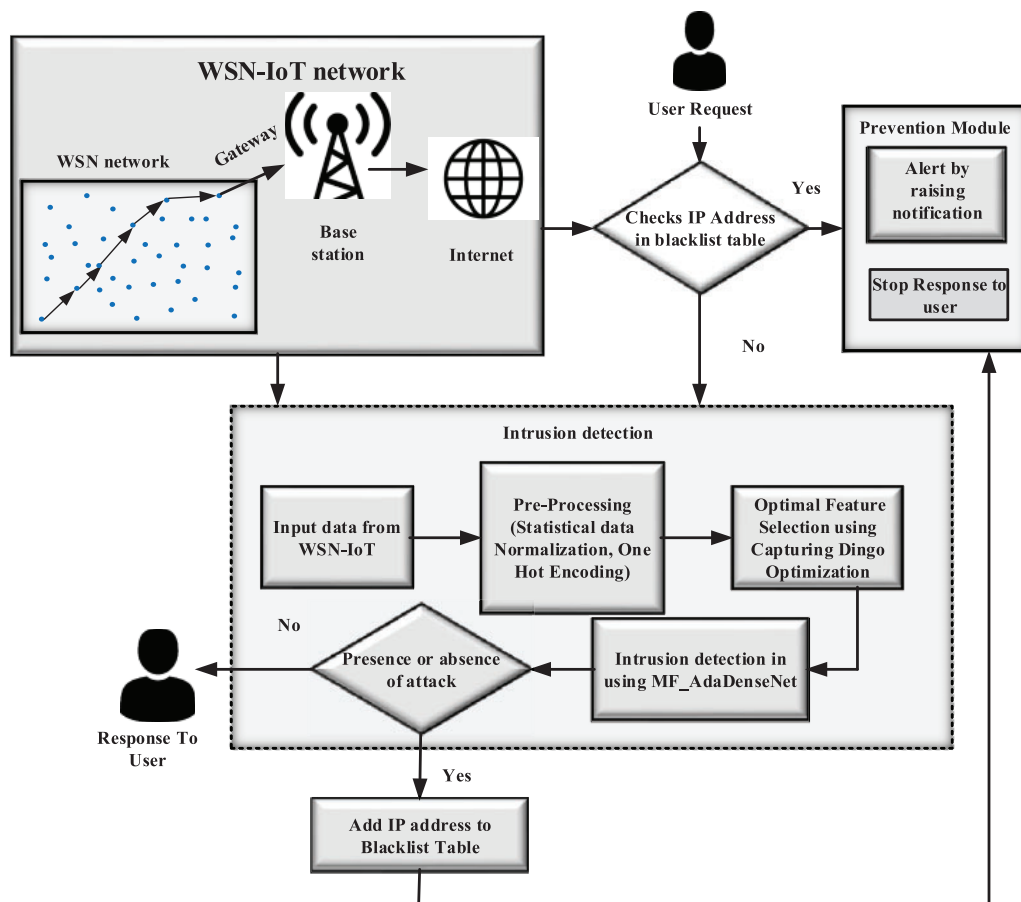 WSN-IoT network
Gateway
WSN network
Base
station
Internet
User Request
Checks IP Address
in blacklist table
Yes
No
Prevention Module
Alert by
raising
notification
Stop Response to
user
Intrusion detection
Input data from
WSN-IoT
Pre-Processing
(Statistical data
Normalization, One
Hot Encoding)
Optimal Feature
Selection using
Capturing Dingo
Optimization
Intrusion detection in
using MF_AdaDenseNet
Presence or absence
of attack
No
Response To
User
Yes
Add IP address to
Blacklist Table